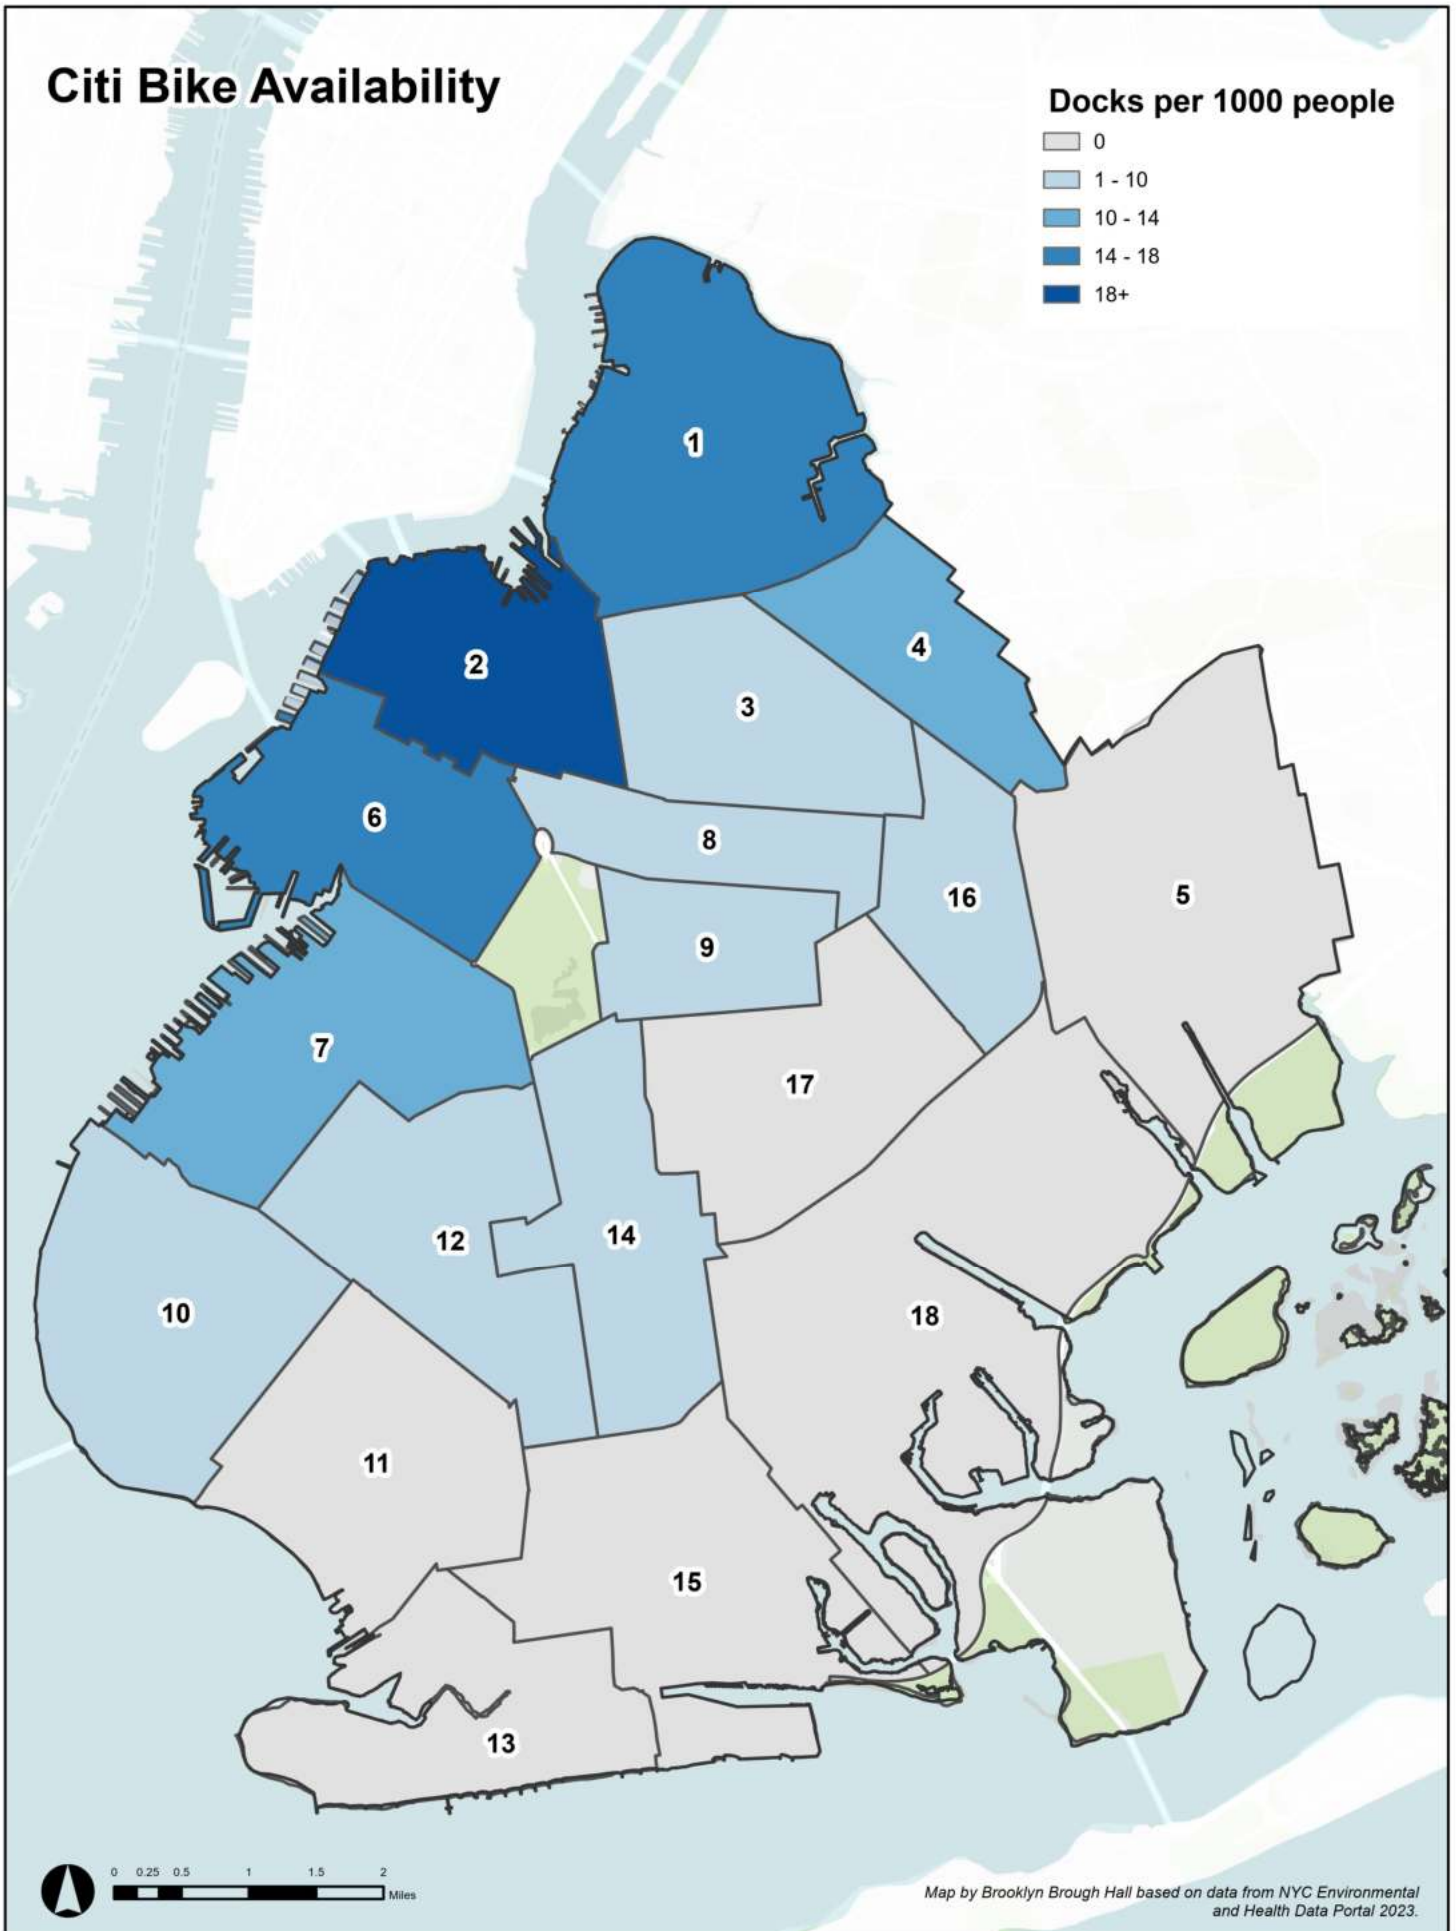 Citi Bike Availability
Docks per 1000 people
0
1 - 10
10 - 14
14 - 18
18+
1
2
4
3
6
8
5
16
9
7
17
12
14
10
18
11
15
13
0 0.25 0.5 1 1.5 2
Miles
Map by Brooklyn Brough Hall based on data from NYC Environmental
and Health Data Portal 2023.